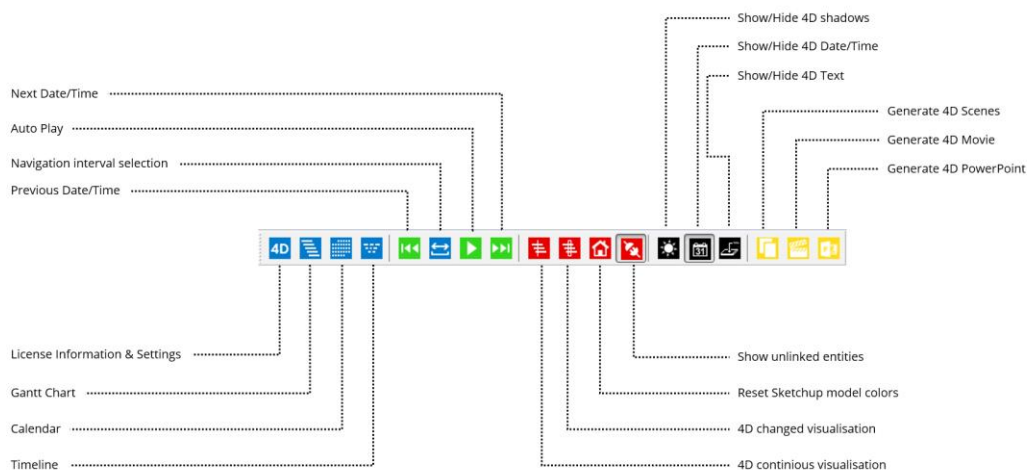 Show/Hide 4D shadows
Show/Hide 4D Date/Time
Show/Hide 4D Text
Next Date/Time
Auto Play
Navigation interval selection
Previous Date/Time
Generate 4D Scenes
Generate 4D Movie
Generate 4D PowerPoint
4D
31
License Information & Settings
Gantt Chart
Calendar
Timeline
Show unlinked entities
Reset Sketchup model colors
4D changed visualisation
4D continious visualisation